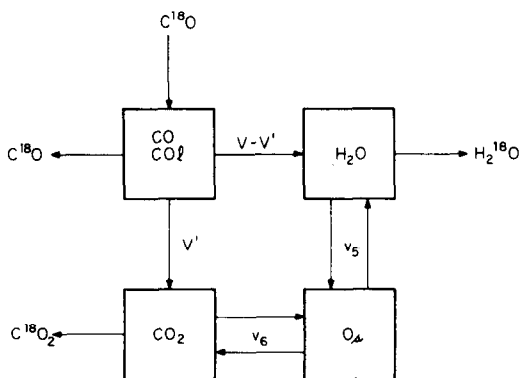 C¹⁸O
CO
COℓ
C¹⁸O
V-V'
H₂O
H₂¹⁸O
V'
v₅
C¹⁸O₂
CO₂
v₆
O𝓈